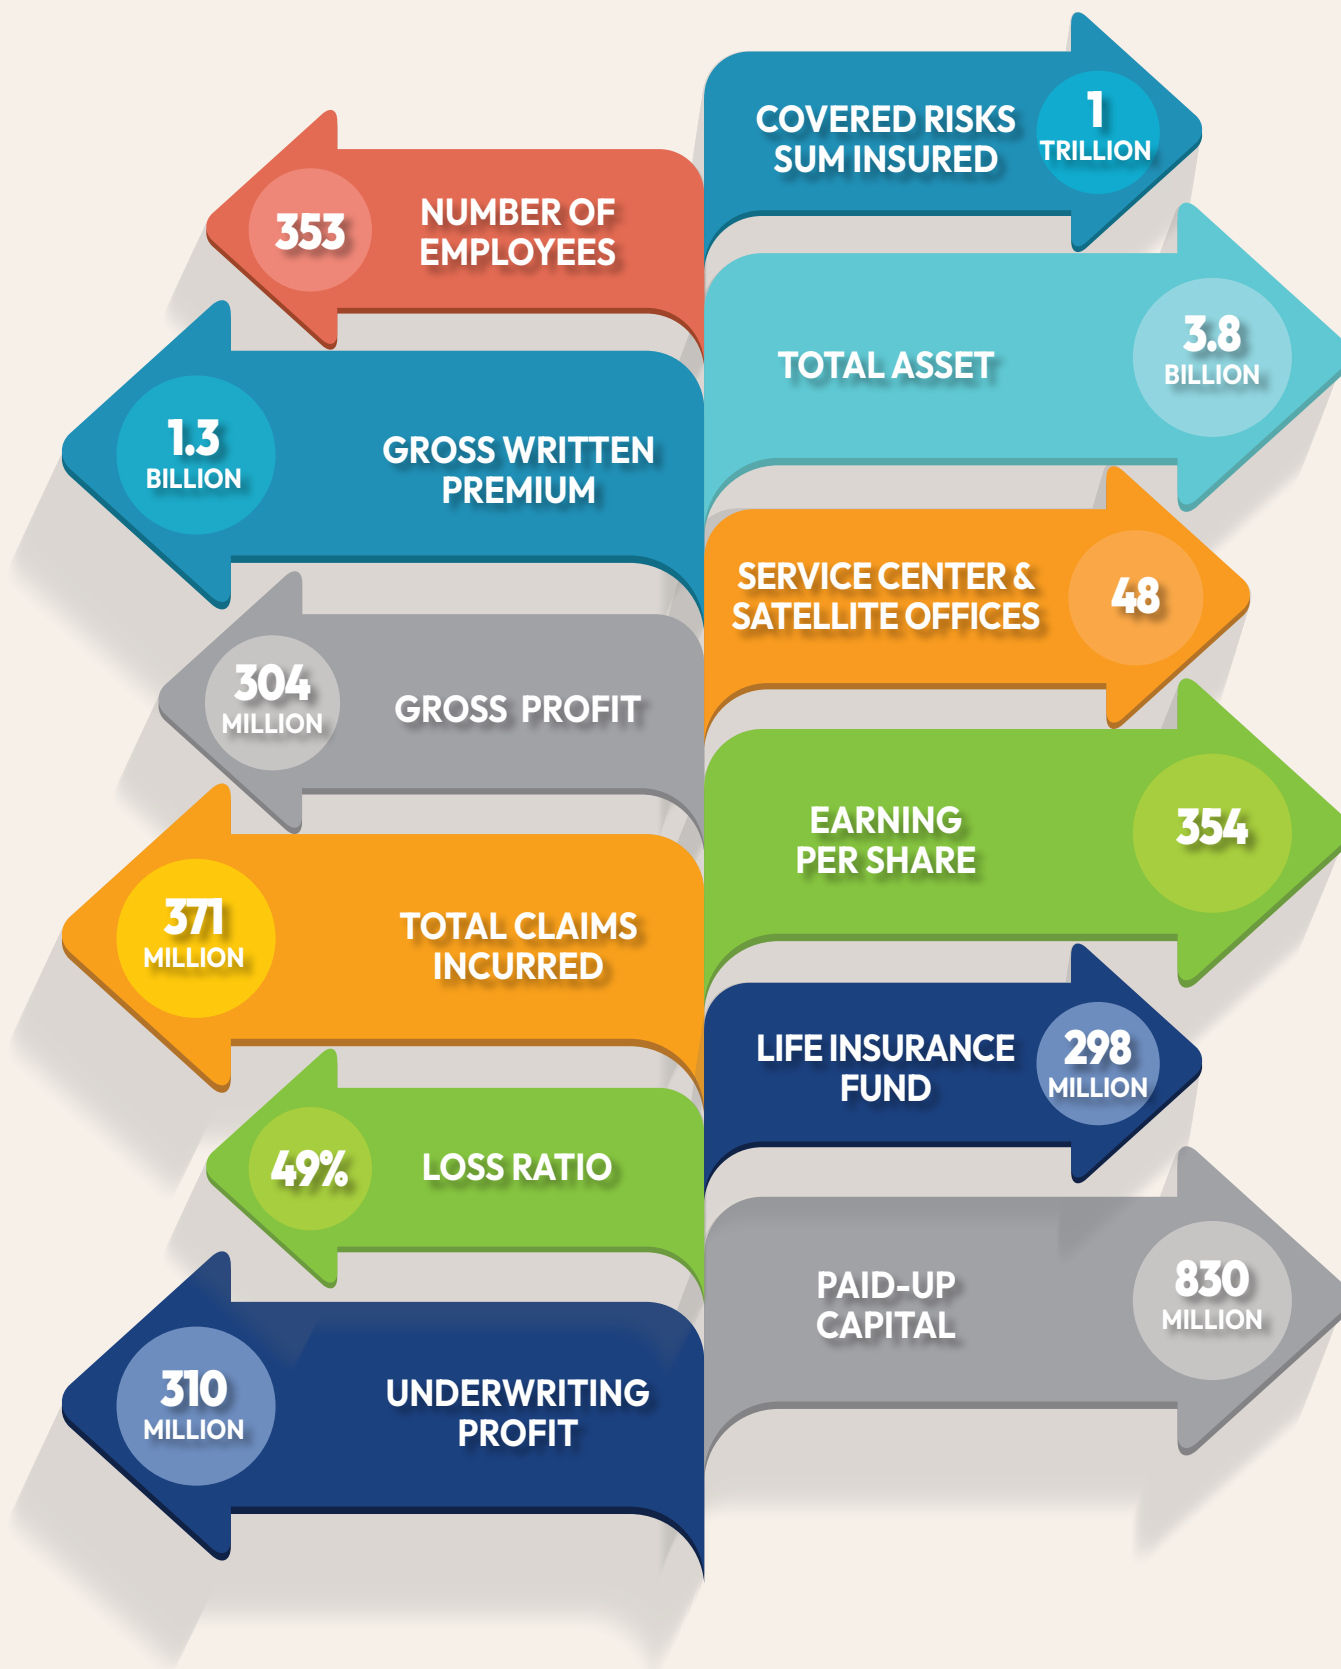 COVERED RISKS
SUM INSURED
1
TRILLION
353
NUMBER OF
EMPLOYEES
TOTAL ASSET
3.8
BILLION
1.3
BILLION
GROSS WRITTEN
PREMIUM
SERVICE CENTER &
SATELLITE OFFICES
48
304
MILLION
GROSS PROFIT
EARNING
PER SHARE
354
371
MILLION
TOTAL CLAIMS
INCURRED
LIFE INSURANCE
FUND
298
MILLION
49%
LOSS RATIO
PAID-UP
CAPITAL
830
MILLION
310
MILLION
UNDERWRITING
PROFIT